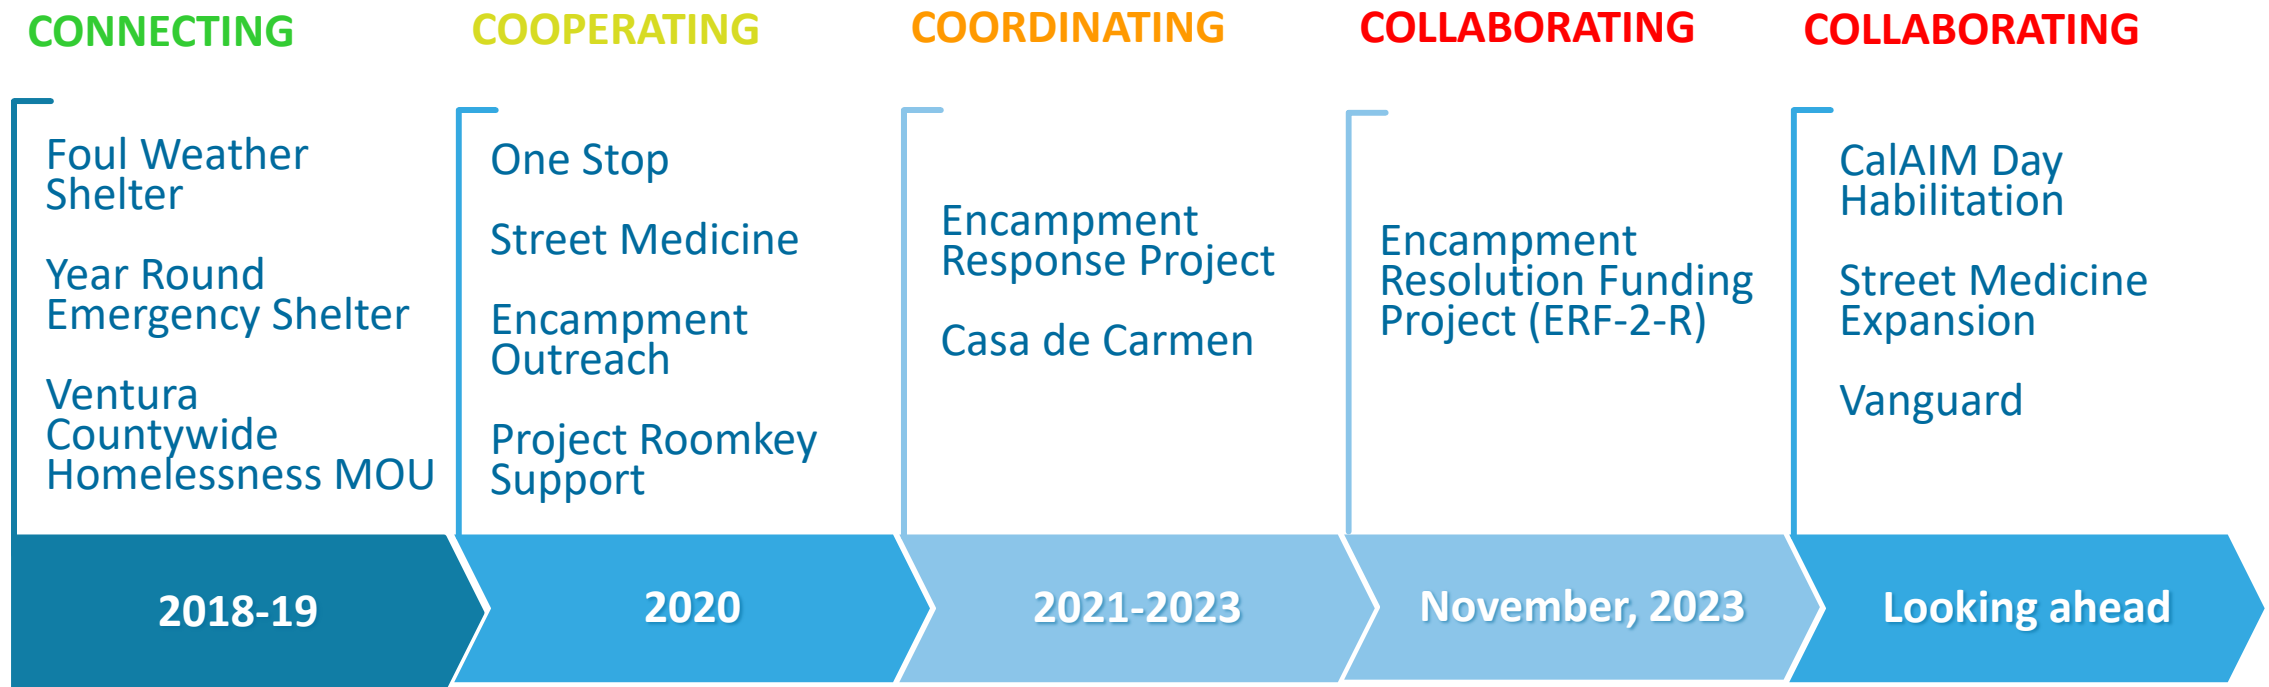 CONNECTING
COOPERATING
COORDINATING
COLLABORATING
COLLABORATING
Foul Weather
Shelter
Year Round
Emergency Shelter
Ventura
Countywide
Homelessness MOU
One Stop
Street Medicine
Encampment
Outreach
Project Roomkey
Support
Encampment
Response Project
Casa de Carmen
Encampment
Resolution Funding
Project (ERF-2-R)
CalAIM Day
Habilitation
Street Medicine
Expansion
Vanguard
2018-19
2020
2021-2023
November, 2023
Looking ahead